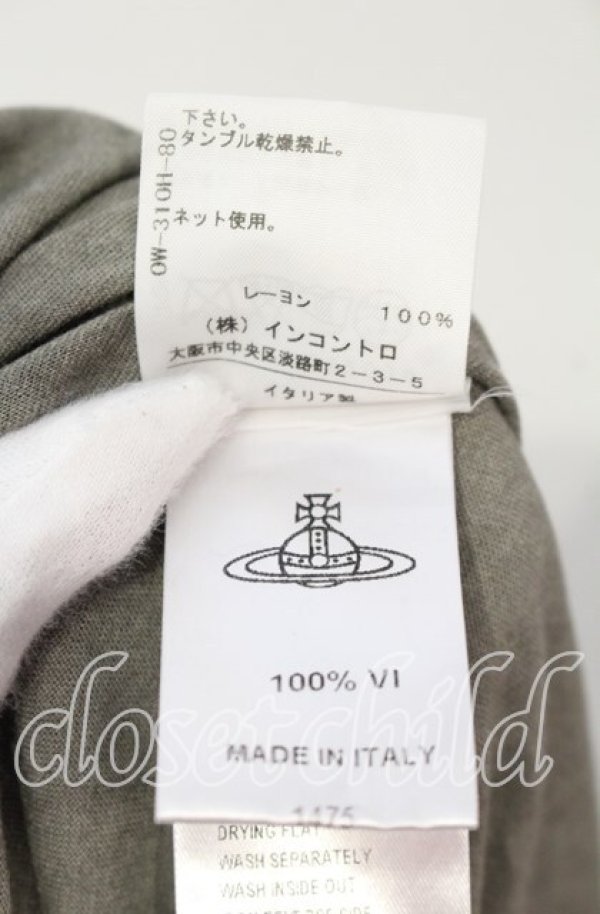 下さい。
タンブル乾燥禁止。
OW-310H-80
ネット使用。
レーヨン 100%
(株) インコントロ
大阪市中央区淡路町2-3-5
イタリア製
100% VI
MADE IN ITALY
closetchild
1475
DRYING FLAT
WASH SEPARATELY
WASH INSIDE OUT